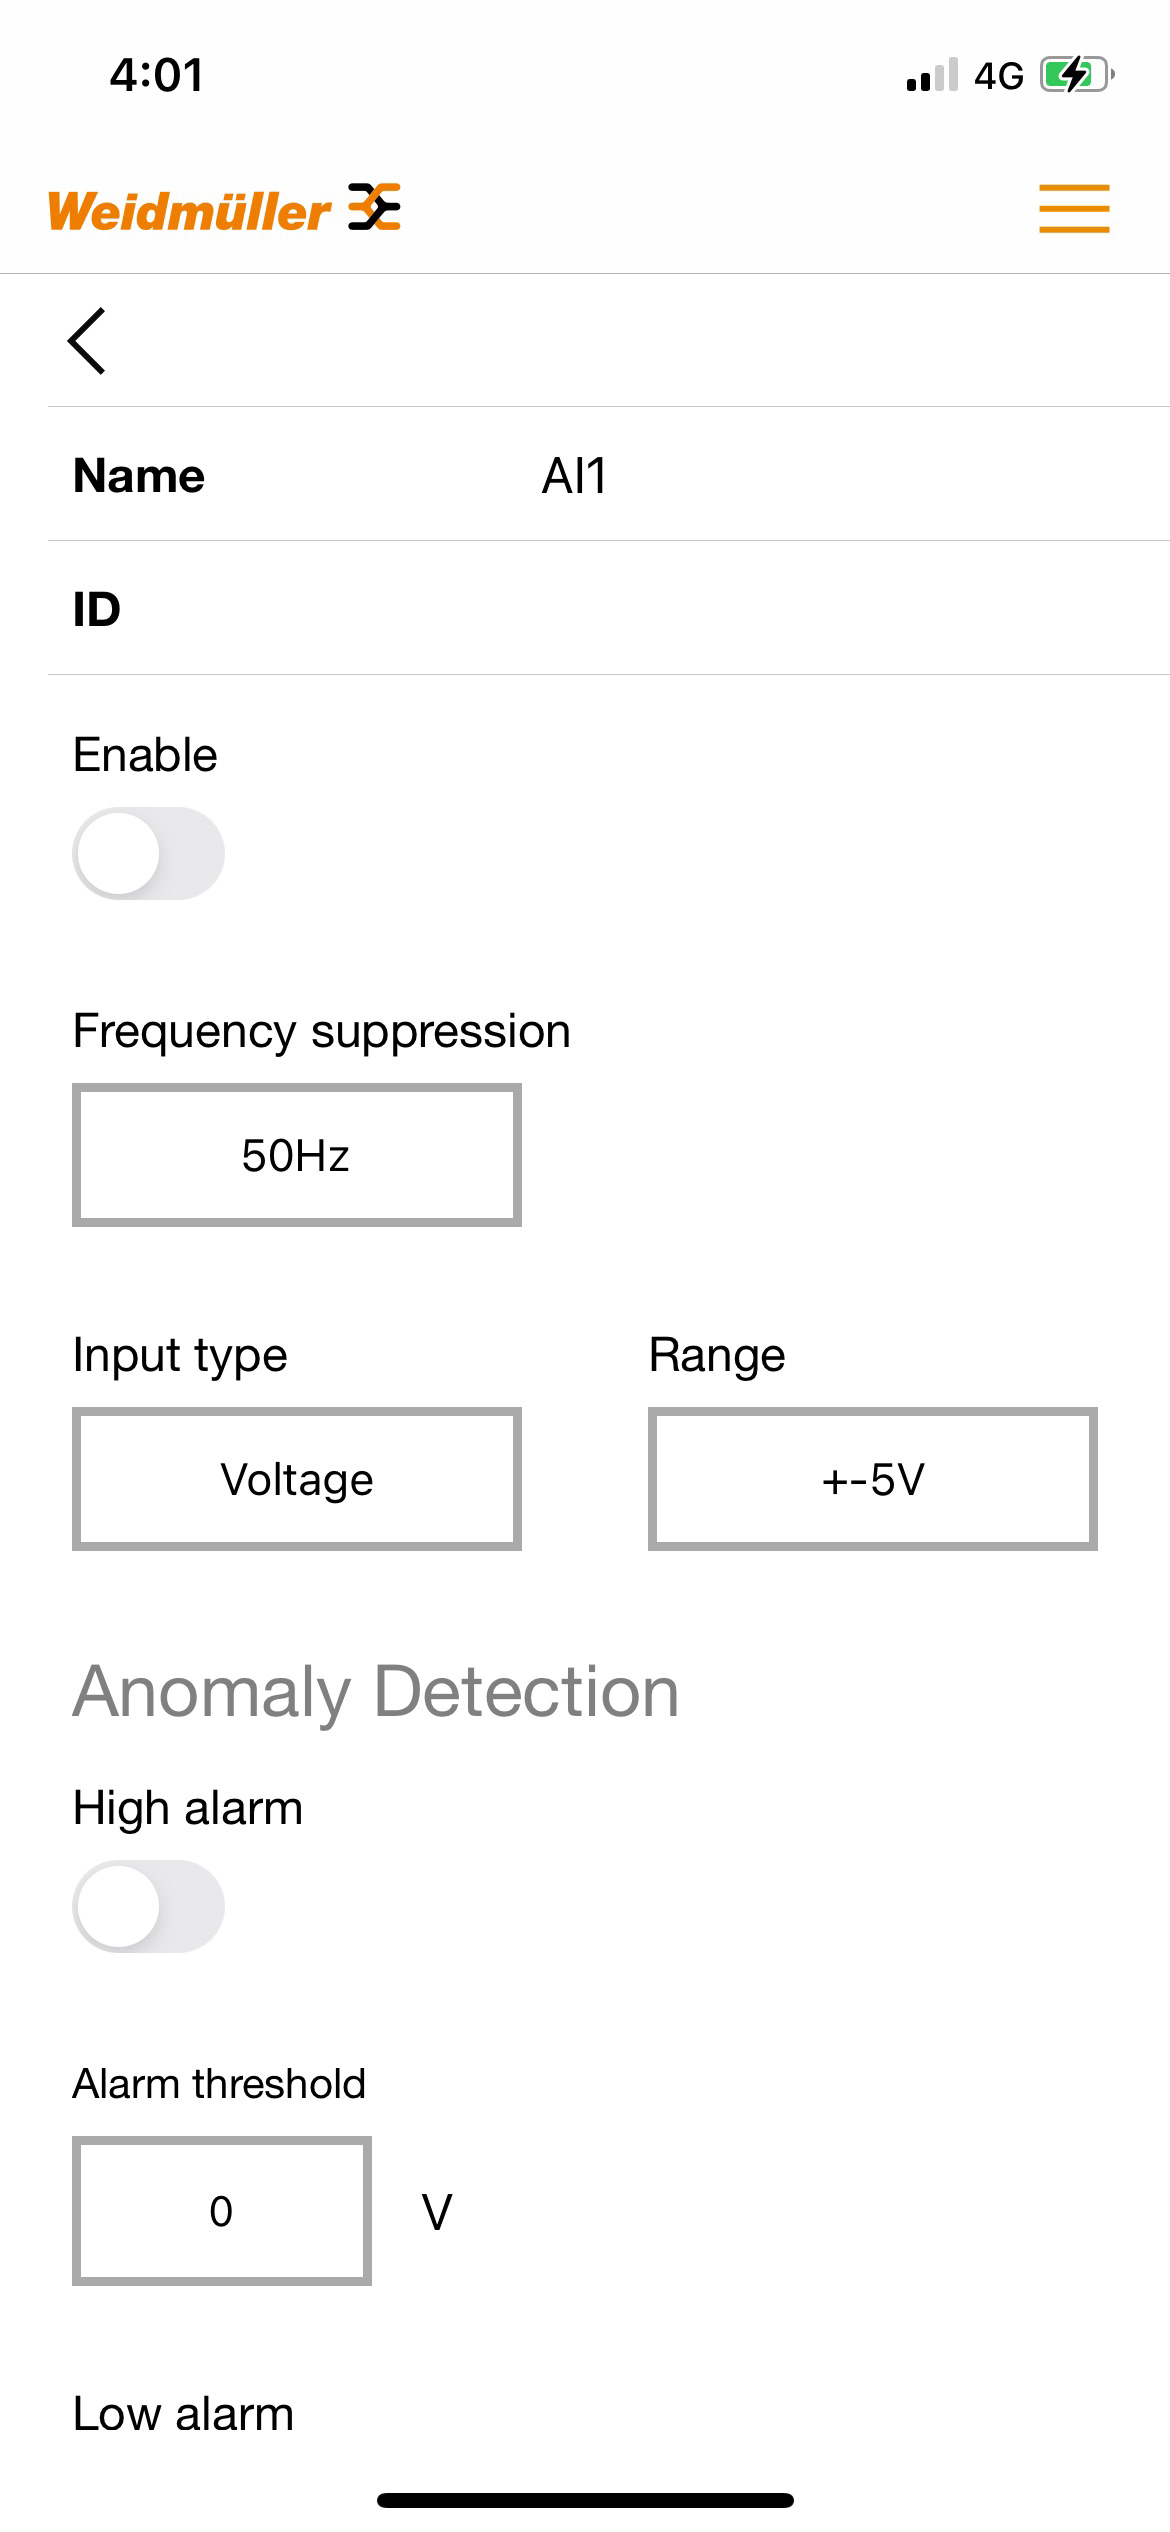 4:01 4G
Weidmüller
Name AI1
ID
Enable
Frequency suppression
50Hz
Input type Range
Voltage +-5V
Anomaly Detection
High alarm
Alarm threshold
0 V
Low alarm